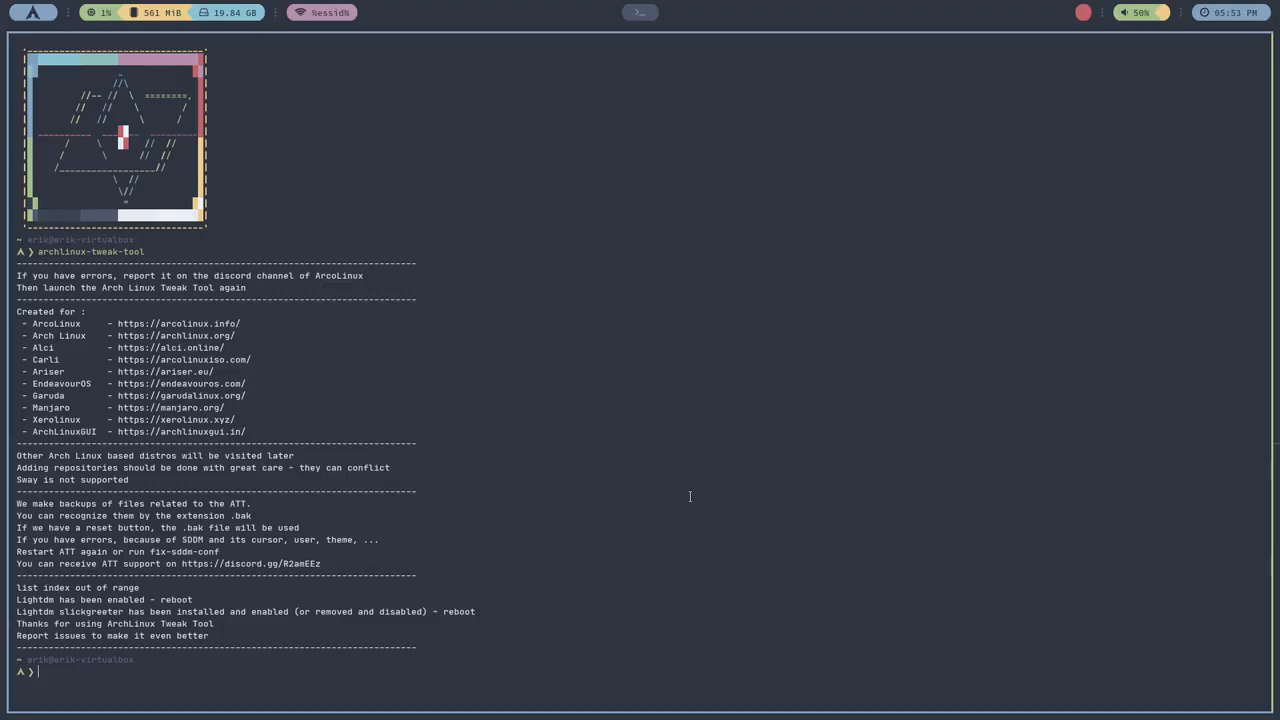 1% 561 MiB 19.84 GB %essid% >_ 50% 05:53 PM
~ erik@erik-virtualbox
❯ archlinux-tweak-tool
---------------------------------------------------------------------------
If you have errors, report it on the discord channel of ArcoLinux
Then launch the Arch Linux Tweak Tool again
---------------------------------------------------------------------------
Created for :
- ArcoLinux - https://arcolinux.info/
- Arch Linux - https://archlinux.org/
- Alci - https://alci.online/
- Carli - https://arcolinuxiso.com/
- Ariser - https://ariser.eu/
- EndeavourOS - https://endeavouros.com/
- Garuda - https://garudalinux.org/
- Manjaro - https://manjaro.org/
- Xerolinux - https://xerolinux.xyz/
- ArchLinuxGUI - https://archlinuxgui.in/
---------------------------------------------------------------------------
Other Arch Linux based distros will be visited later
Adding repositories should be done with great care - they can conflict
Sway is not supported
---------------------------------------------------------------------------
We make backups of files related to the ATT.
You can recognize them by the extension .bak
If we have a reset button, the .bak file will be used
If you have errors, because of SDDM and its cursor, user, theme, ...
Restart ATT again or run fix-sddm-conf
You can receive ATT support on https://discord.gg/R2amEEz
---------------------------------------------------------------------------
list index out of range
Lightdm has been enabled - reboot
Lightdm slickgreeter has been installed and enabled (or removed and disabled) - reboot
Thanks for using ArchLinux Tweak Tool
Report issues to make it even better
---------------------------------------------------------------------------
~ erik@erik-virtualbox
❯